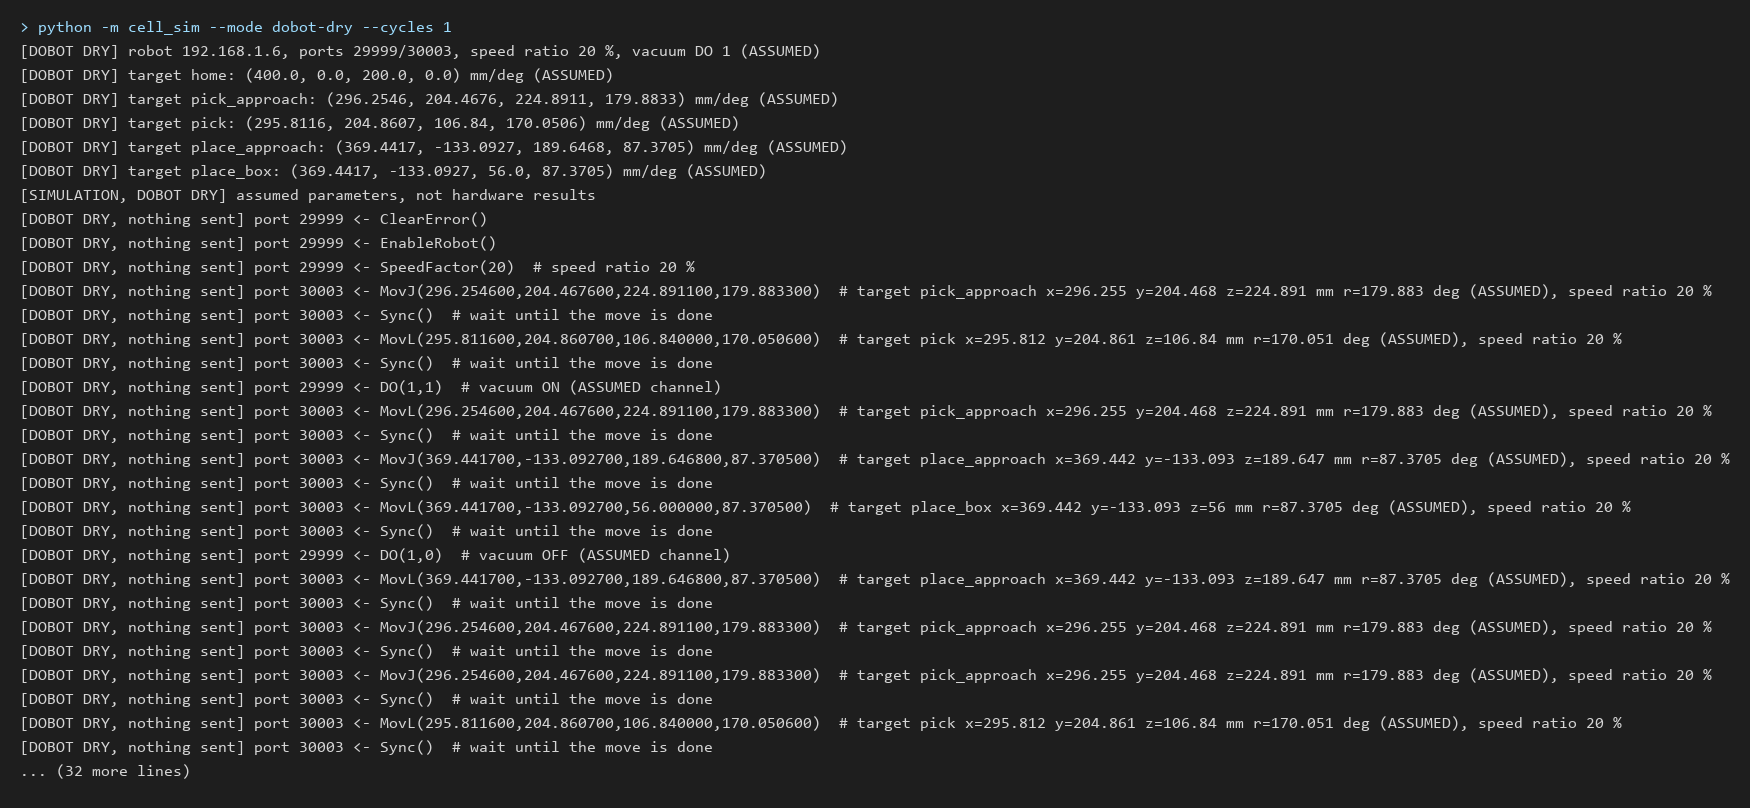 > python -m cell_sim --mode dobot-dry --cycles 1
[DOBOT DRY] robot 192.168.1.6, ports 29999/30003, speed ratio 20 %, vacuum DO 1 (ASSUMED)
[DOBOT DRY] target home: (400.0, 0.0, 200.0, 0.0) mm/deg (ASSUMED)
[DOBOT DRY] target pick_approach: (296.2546, 204.4676, 224.8911, 179.8833) mm/deg (ASSUMED)
[DOBOT DRY] target pick: (295.8116, 204.8607, 106.84, 170.0506) mm/deg (ASSUMED)
[DOBOT DRY] target place_approach: (369.4417, -133.0927, 189.6468, 87.3705) mm/deg (ASSUMED)
[DOBOT DRY] target place_box: (369.4417, -133.0927, 56.0, 87.3705) mm/deg (ASSUMED)
[SIMULATION, DOBOT DRY] assumed parameters, not hardware results
[DOBOT DRY, nothing sent] port 29999 <- ClearError()
[DOBOT DRY, nothing sent] port 29999 <- EnableRobot()
[DOBOT DRY, nothing sent] port 29999 <- SpeedFactor(20)  # speed ratio 20 %
[DOBOT DRY, nothing sent] port 30003 <- MovJ(296.254600,204.467600,224.891100,179.883300)  # target pick_approach x=296.255 y=204.468 z=224.891 mm r=179.883 deg (ASSUMED), speed ratio 20 %
[DOBOT DRY, nothing sent] port 30003 <- Sync()  # wait until the move is done
[DOBOT DRY, nothing sent] port 30003 <- MovL(295.811600,204.860700,106.840000,170.050600)  # target pick x=295.812 y=204.861 z=106.84 mm r=170.051 deg (ASSUMED), speed ratio 20 %
[DOBOT DRY, nothing sent] port 30003 <- Sync()  # wait until the move is done
[DOBOT DRY, nothing sent] port 29999 <- DO(1,1)  # vacuum ON (ASSUMED channel)
[DOBOT DRY, nothing sent] port 30003 <- MovL(296.254600,204.467600,224.891100,179.883300)  # target pick_approach x=296.255 y=204.468 z=224.891 mm r=179.883 deg (ASSUMED), speed ratio 20 %
[DOBOT DRY, nothing sent] port 30003 <- Sync()  # wait until the move is done
[DOBOT DRY, nothing sent] port 30003 <- MovJ(369.441700,-133.092700,189.646800,87.370500)  # target place_approach x=369.442 y=-133.093 z=189.647 mm r=87.3705 deg (ASSUMED), speed ratio 20 %
[DOBOT DRY, nothing sent] port 30003 <- Sync()  # wait until the move is done
[DOBOT DRY, nothing sent] port 30003 <- MovL(369.441700,-133.092700,56.000000,87.370500)  # target place_box x=369.442 y=-133.093 z=56 mm r=87.3705 deg (ASSUMED), speed ratio 20 %
[DOBOT DRY, nothing sent] port 30003 <- Sync()  # wait until the move is done
[DOBOT DRY, nothing sent] port 29999 <- DO(1,0)  # vacuum OFF (ASSUMED channel)
[DOBOT DRY, nothing sent] port 30003 <- MovL(369.441700,-133.092700,189.646800,87.370500)  # target place_approach x=369.442 y=-133.093 z=189.647 mm r=87.3705 deg (ASSUMED), speed ratio 20 %
[DOBOT DRY, nothing sent] port 30003 <- Sync()  # wait until the move is done
[DOBOT DRY, nothing sent] port 30003 <- MovJ(296.254600,204.467600,224.891100,179.883300)  # target pick_approach x=296.255 y=204.468 z=224.891 mm r=179.883 deg (ASSUMED), speed ratio 20 %
[DOBOT DRY, nothing sent] port 30003 <- Sync()  # wait until the move is done
[DOBOT DRY, nothing sent] port 30003 <- MovJ(296.254600,204.467600,224.891100,179.883300)  # target pick_approach x=296.255 y=204.468 z=224.891 mm r=179.883 deg (ASSUMED), speed ratio 20 %
[DOBOT DRY, nothing sent] port 30003 <- Sync()  # wait until the move is done
[DOBOT DRY, nothing sent] port 30003 <- MovL(295.811600,204.860700,106.840000,170.050600)  # target pick x=295.812 y=204.861 z=106.84 mm r=170.051 deg (ASSUMED), speed ratio 20 %
[DOBOT DRY, nothing sent] port 30003 <- Sync()  # wait until the move is done
... (32 more lines)